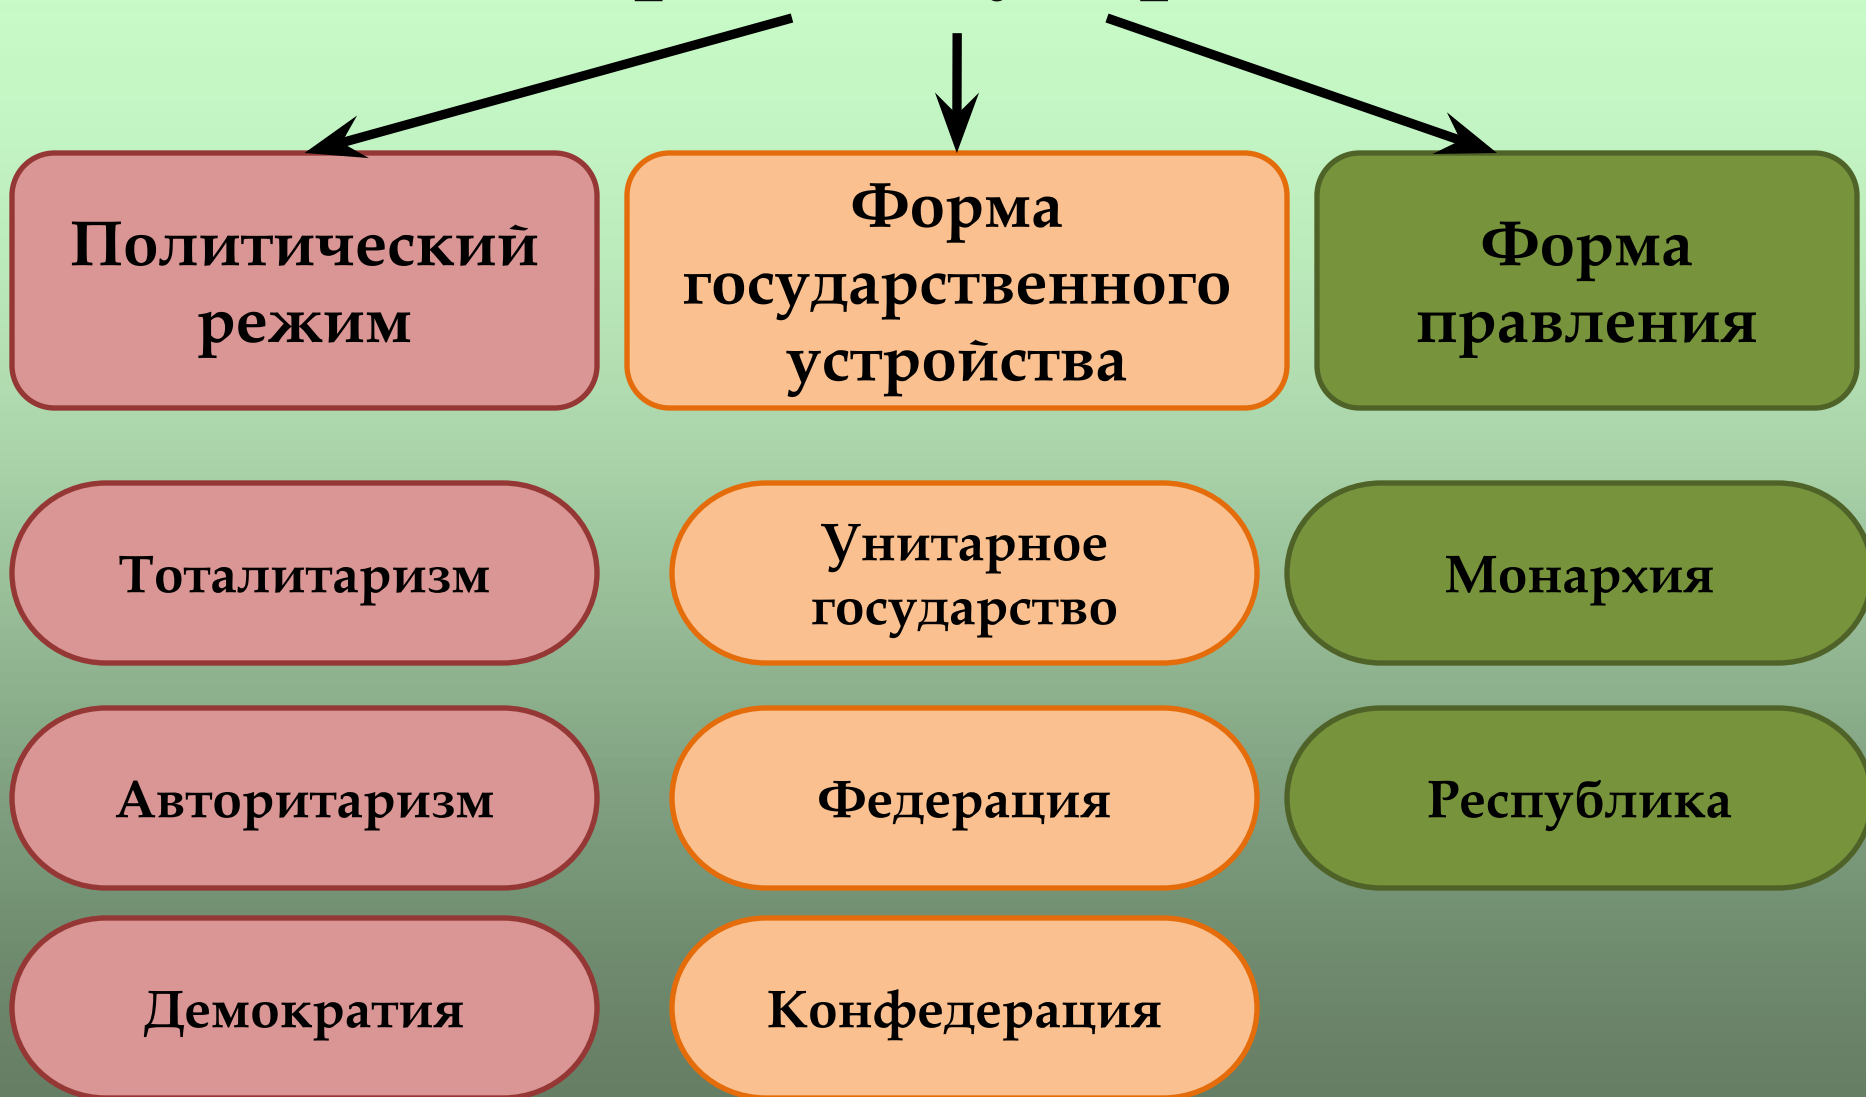 Политический
режим
Форма
государственного
устройства
Форма
правления
Тоталитаризм
Унитарное
государство
Монархия
Авторитаризм
Федерация
Республика
Демократия
Конфедерация